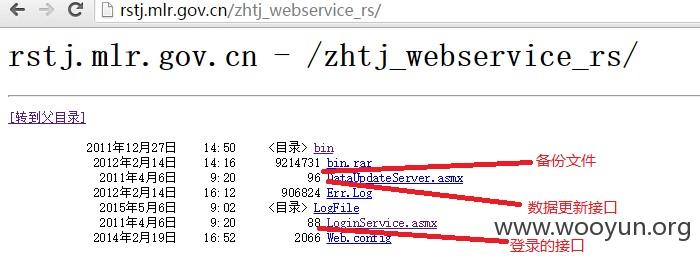 rstj.mlr.gov.cn/zhtj_webservice_rs/
rstj.mlr.gov.cn - /zhtj_webservice_rs/
[转到父目录]
2011年12月27日 14:50 <目录> bin
2012年2月14日 14:16 9214731 bin.rar
备份文件
2011年4月6日 9:20 96 DataUpdateServer.asmx
2012年2月14日 16:12 906824 Err.Log
2015年5月6日 9:02 <目录> LogFile
数据更新接口
2011年4月6日 9:20 88 LoginService.asmx
www.wooyun.org
2014年2月19日 16:52 2066 Web.config
登录的接口